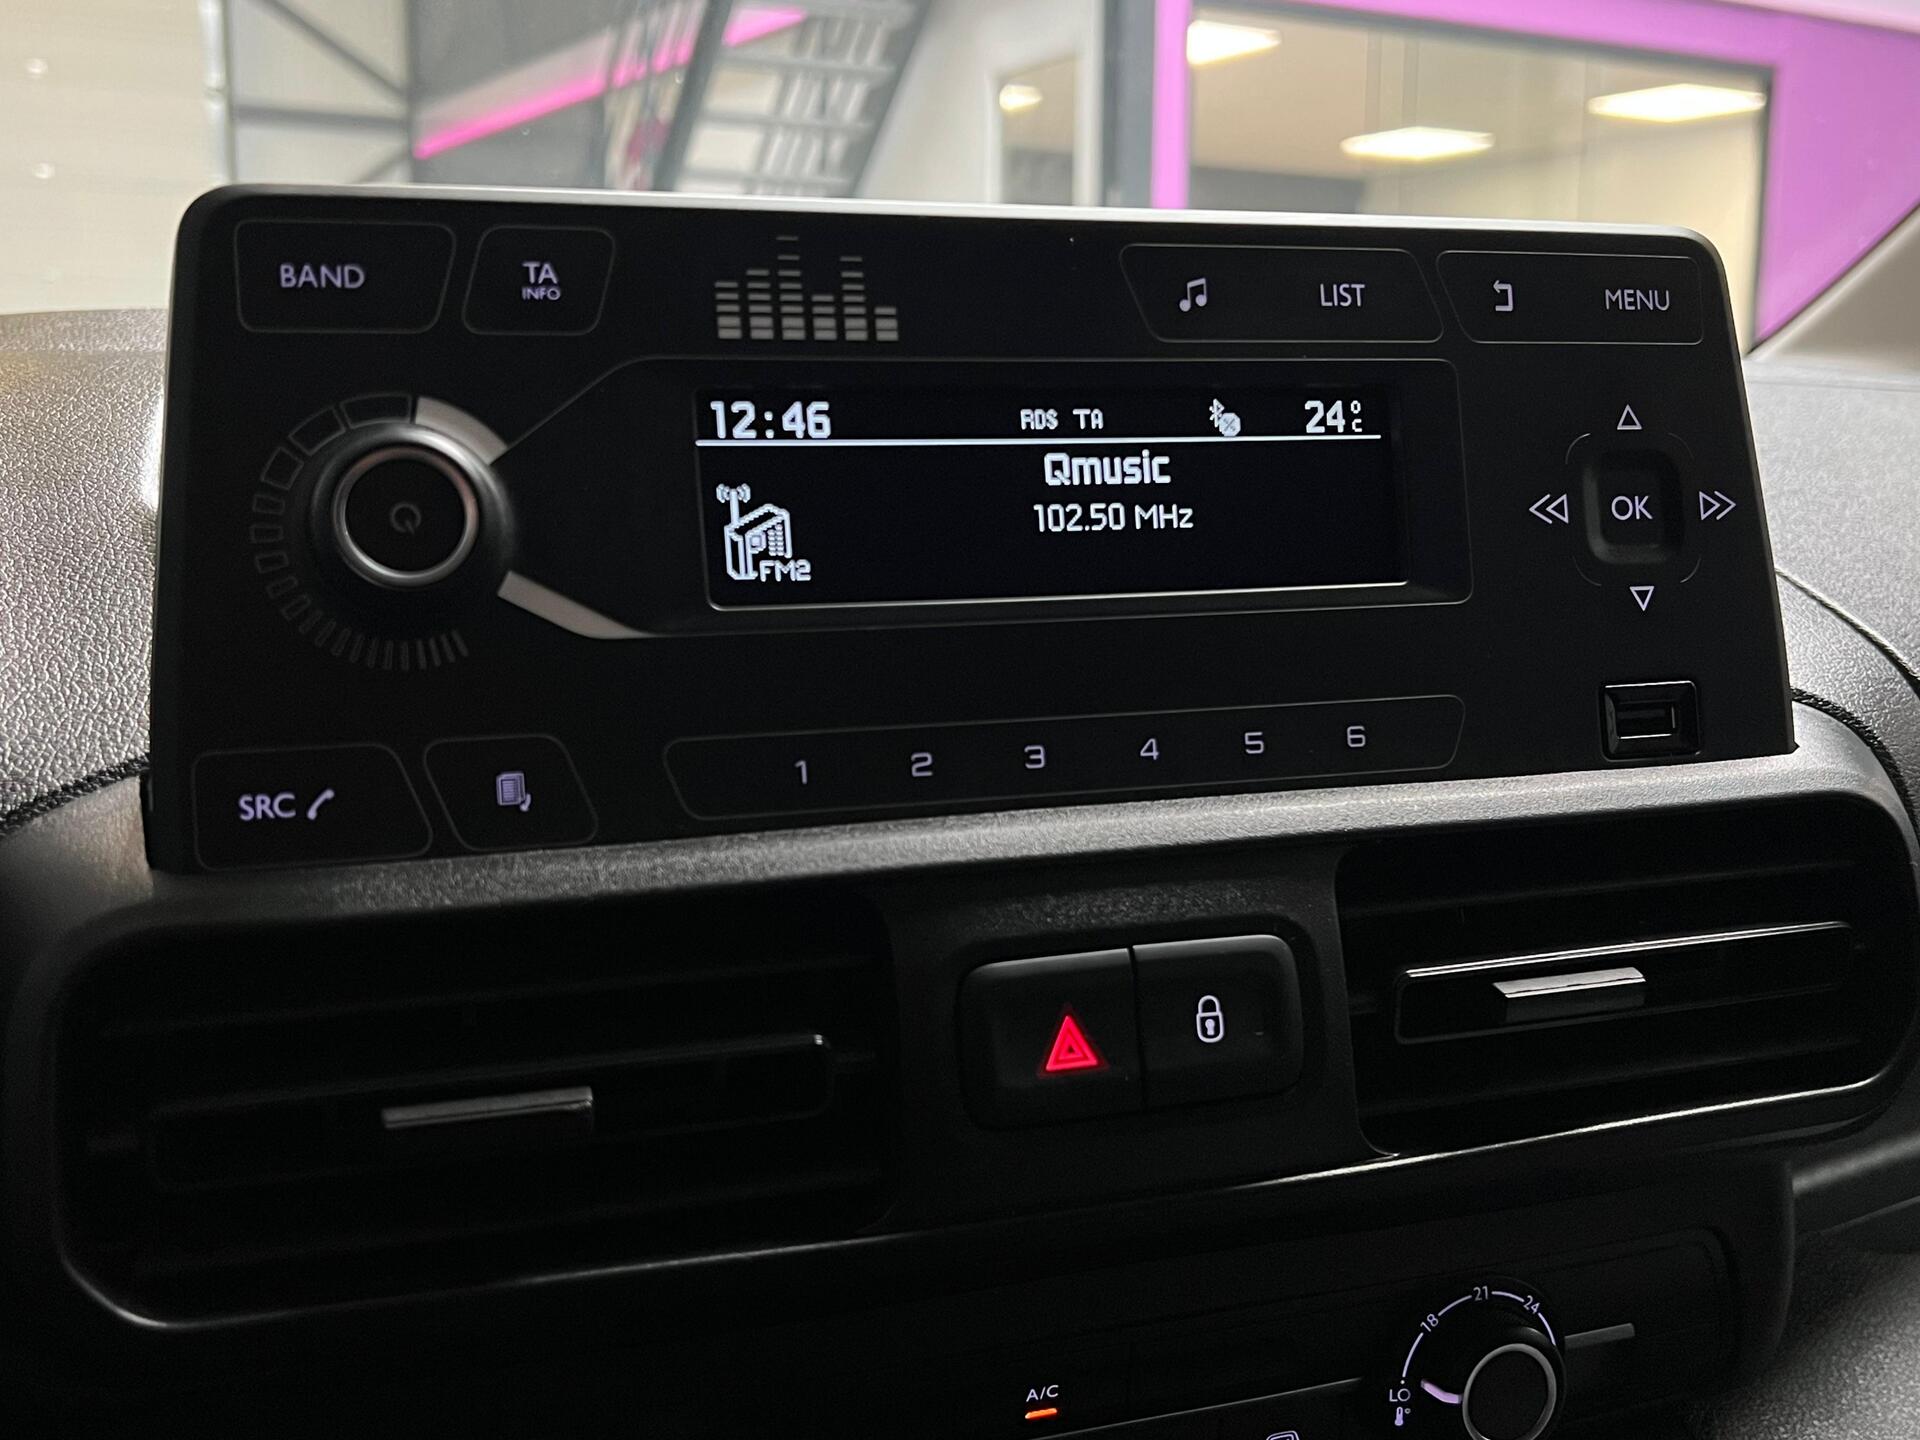 BAND TA LIST MENU
INFO
12:46 RDS TA 24°C
Qmusic
102.50 MHz
FM2
OK
SRC 1 2 3 4 5 6
18 21 24
LO
A/C